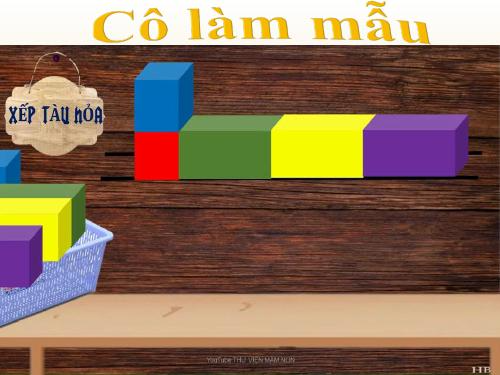 Cô làm mẫu
XẾP TÀU HỎA
YouTube THƯ VIỆN MẦM NON
HB